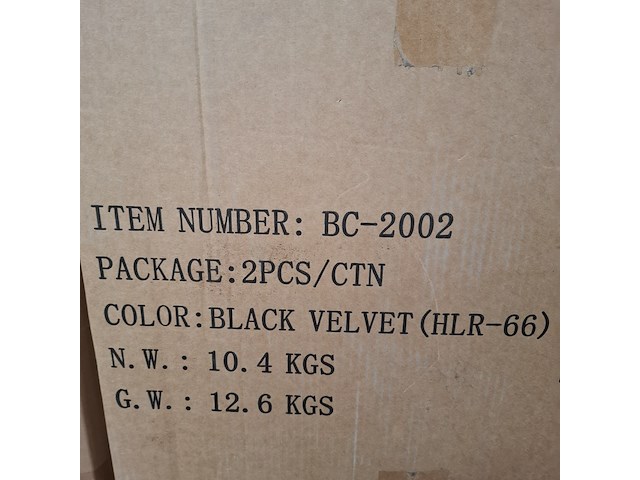 ITEM NUMBER: BC-2002
PACKAGE:2PCS/CTN
COLOR:BLACK VELVET(HLR-66)
N.W.: 10.4 KGS
G.W.: 12.6 KGS